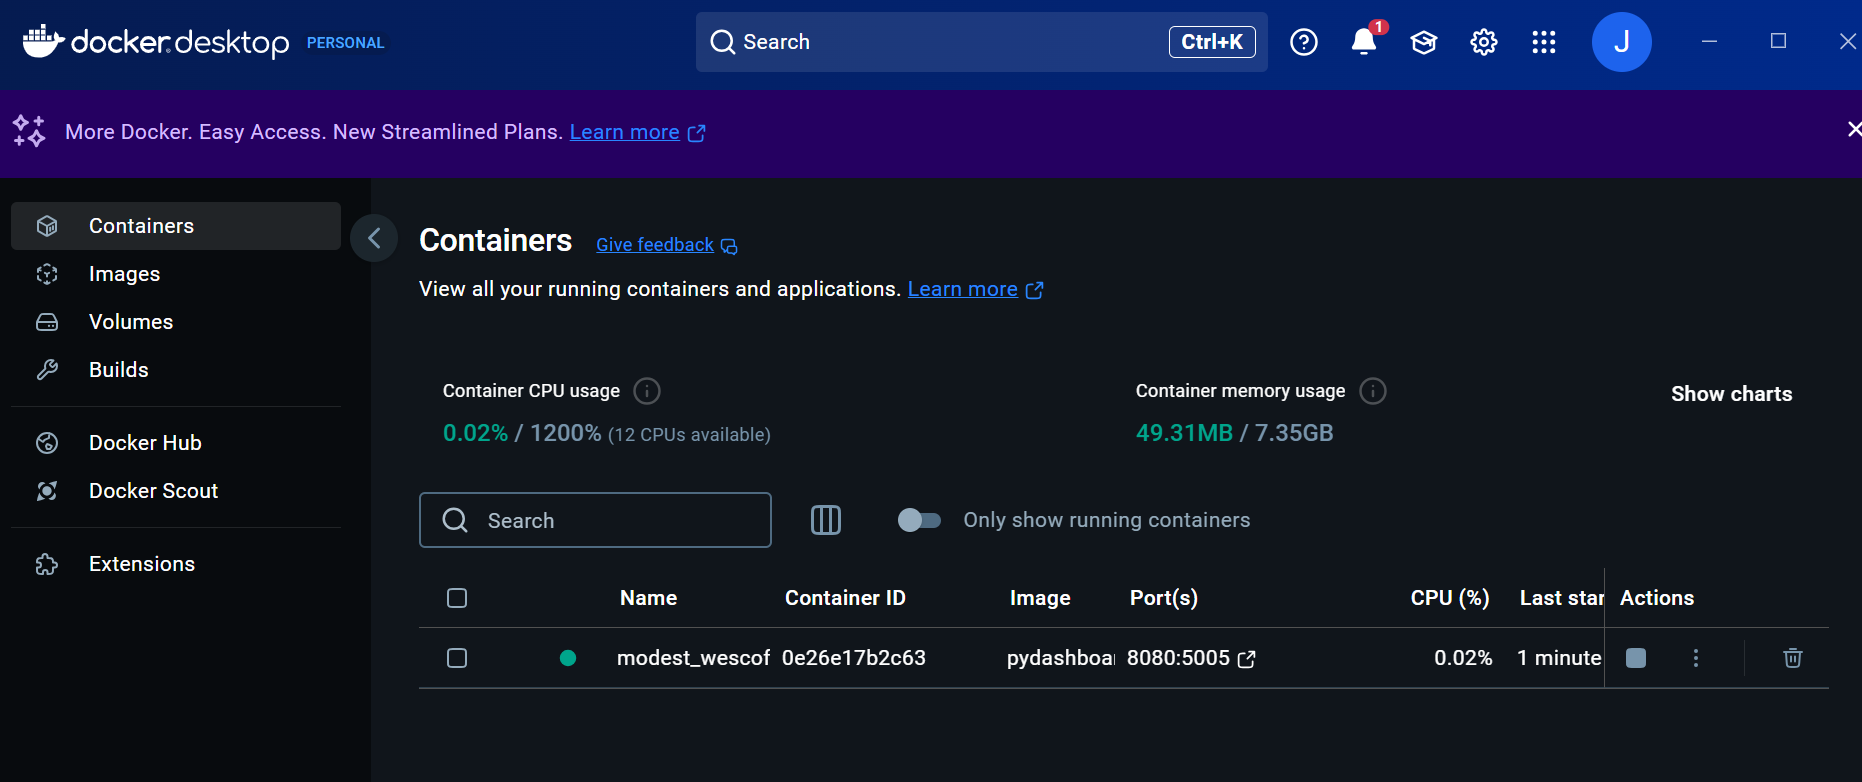 docker desktop PERSONAL
Search Ctrl+K
1
J
More Docker. Easy Access. New Streamlined Plans. Learn more
Containers
Images
Volumes
Builds
Docker Hub
Docker Scout
Extensions
Containers Give feedback
View all your running containers and applications. Learn more
Container CPU usage
0.02% / 1200% (12 CPUs available)
Container memory usage
49.31MB / 7.35GB
Show charts
Search
Only show running containers
Name Container ID Image Port(s) CPU (%) Last star Actions
modest_wescof 0e26e17b2c63 pydashboa 8080:5005 0.02% 1 minute